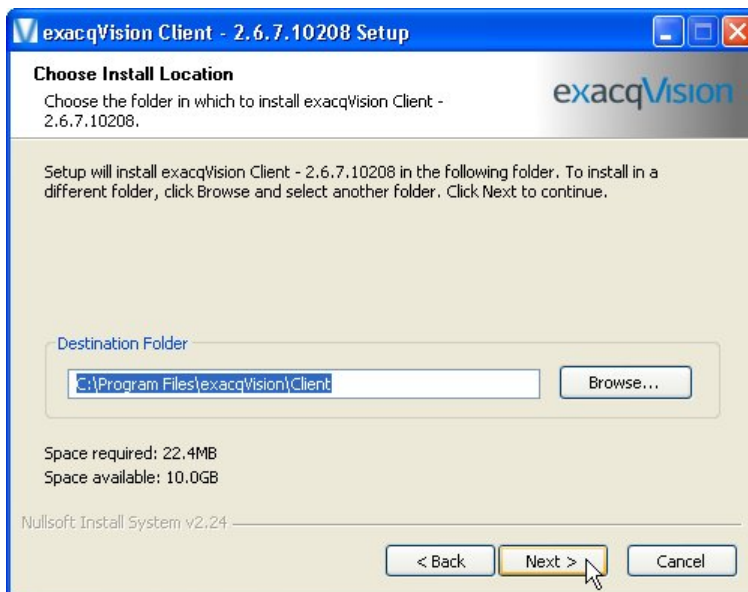 exacqVision Client - 2.6.7.10208 Setup
Choose Install Location
Choose the folder in which to install exacqVision Client -
2.6.7.10208.
exacqVision
Setup will install exacqVision Client - 2.6.7.10208 in the following folder. To install in a
different folder, click Browse and select another folder. Click Next to continue.
Destination Folder
C:\Program Files\exacqVision\Client
Browse...
Space required: 22.4MB
Space available: 10.0GB
Nullsoft Install System v2.24
< Back
Next >
Cancel